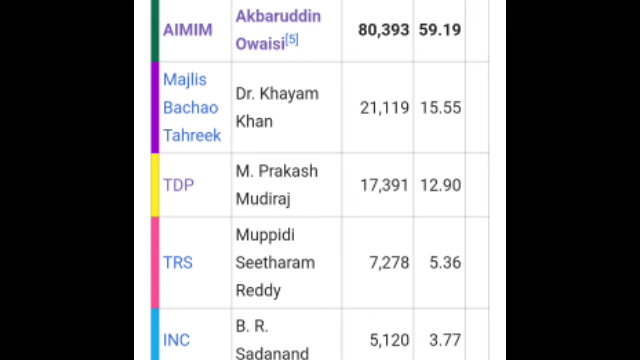 AIMIM Akbaruddin Owaisi[5] 80,393 59.19
Majlis Bachao Tahreek Dr. Khayam Khan 21,119 15.55
TDP M. Prakash Mudiraj 17,391 12.90
TRS Muppidi Seetharam Reddy 7,278 5.36
INC B. R. Sadanand 5,120 3.77